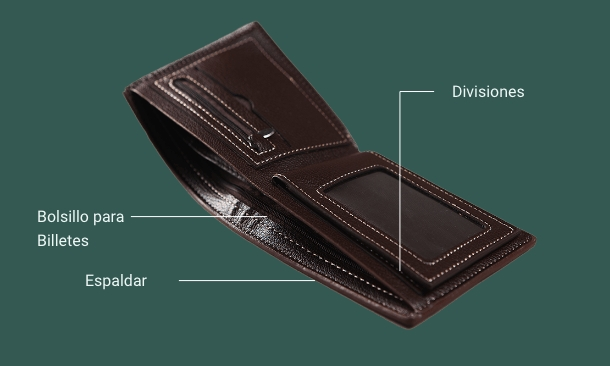 Divisiones
Bolsillo para
Billetes
Espaldar